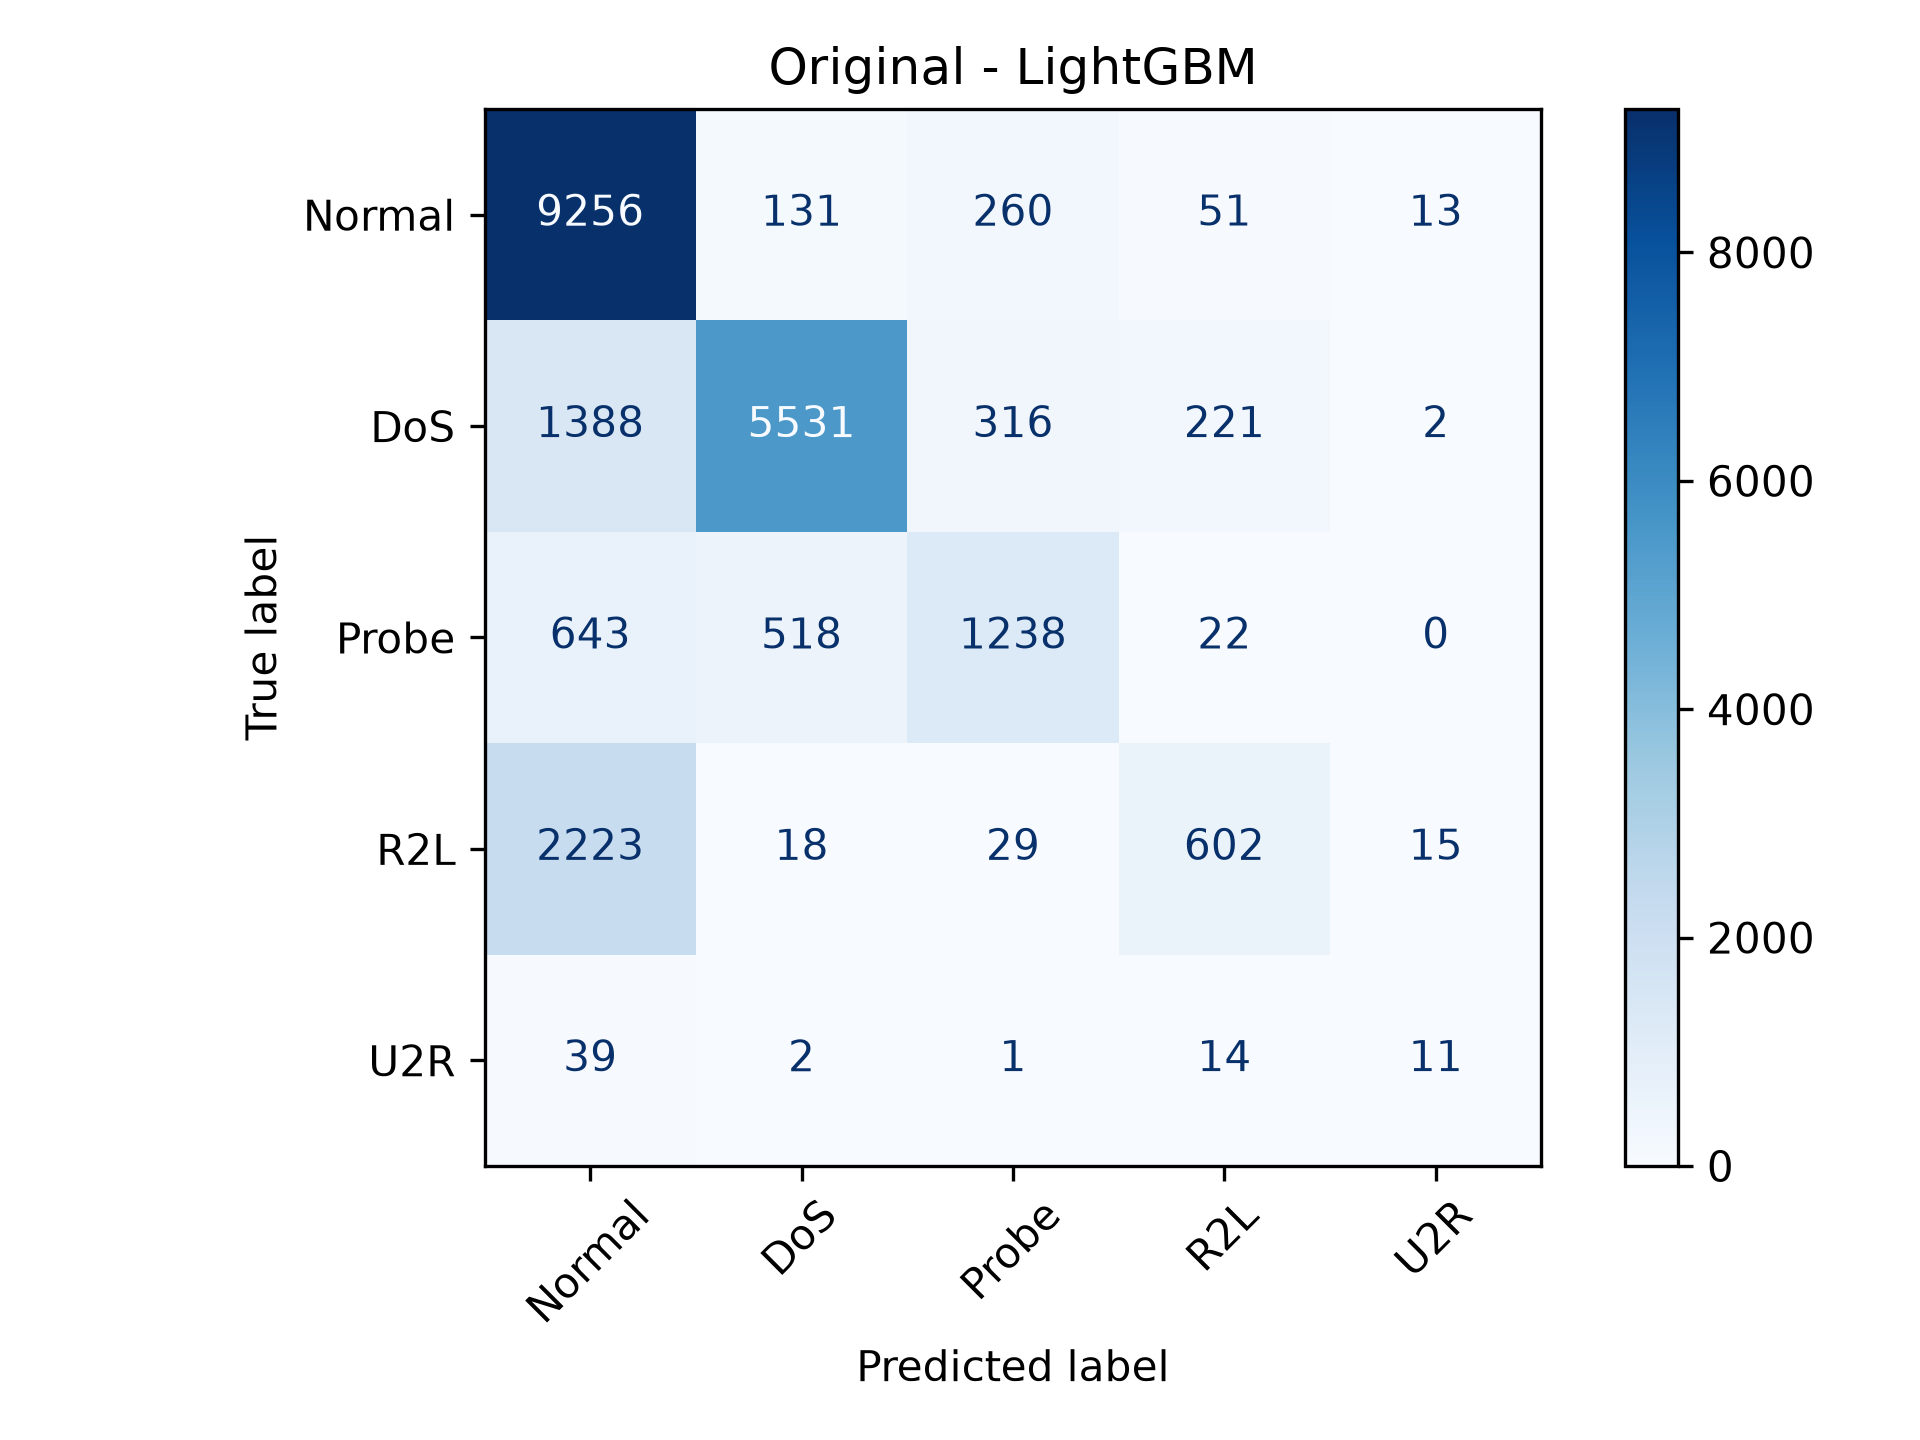 Original - LightGBM
Normal 9256 131 260 51 13
DoS 1388 5531 316 221 2
Probe 643 518 1238 22 0
R2L 2223 18 29 602 15
U2R 39 2 1 14 11
Normal DoS Probe R2L U2R
Predicted label
True label
8000
6000
4000
2000
0